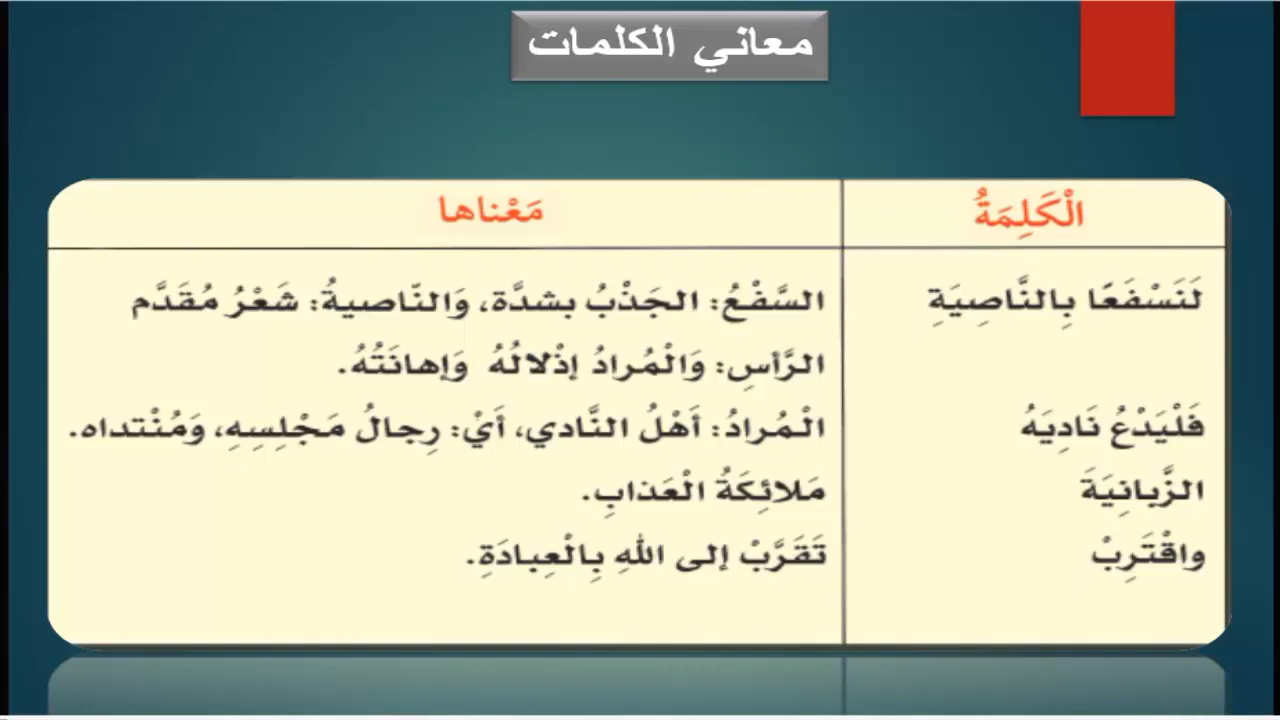 معاني الكلمات
الْكَلِمَةُ مَعْناها
لَنَسْفَعًا بِالنَّاصِيَةِ السَّفْعُ: الجَذْبُ بشدَّة، وَالنّاصيةُ: شَعْرُ مُقَدَّم
الرَّأسِ: وَالْمُرادُ إذْلالُهُ وَإهانَتُهُ.
فَلْيَدْعُ نَادِيَهُ الْمُرادُ: أَهْلُ النَّادي، أَيْ: رِجالُ مَجْلِسِهِ، وَمُنْتداه.
الزَّبانِيَةَ مَلائِكَةُ الْعَذابِ.
واقْتَرِبْ تَقَرَّبْ إلى اللهِ بِالْعِبادَةِ.